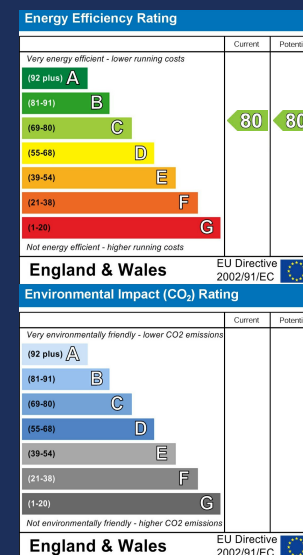 Energy Efficiency Rating
Current Potenti
Very energy efficient - lower running costs
(92 plus) A
(81-91) B
(69-80) C
80 80
(55-68) D
(39-54) E
(21-38) F
(1-20) G
Not energy efficient - higher running costs
England & Wales
EU Directive
2002/91/EC
Environmental Impact (CO₂) Rating
Current Potenti
Very environmentally friendly - lower CO2 emissions
(92 plus) A
(81-91) B
(69-80) C
(55-68) D
(39-54) E
(21-38) F
(1-20) G
Not environmentally friendly - higher CO2 emissions
England & Wales
EU Directive
2002/91/EC